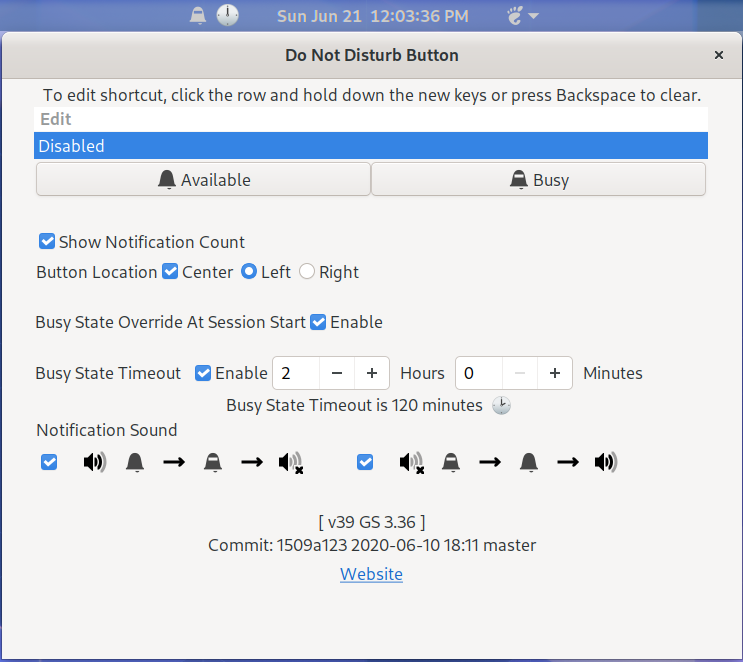 Sun Jun 21 12:03:36 PM
Do Not Disturb Button
To edit shortcut, click the row and hold down the new keys or press Backspace to clear.
Edit
Disabled
Available Busy
Show Notification Count
Button Location Center Left Right
Busy State Override At Session Start Enable
Busy State Timeout Enable 2 − + Hours 0 − + Minutes
Busy State Timeout is 120 minutes
Notification Sound
[ v39 GS 3.36 ]
Commit: 1509a123 2020-06-10 18:11 master
Website